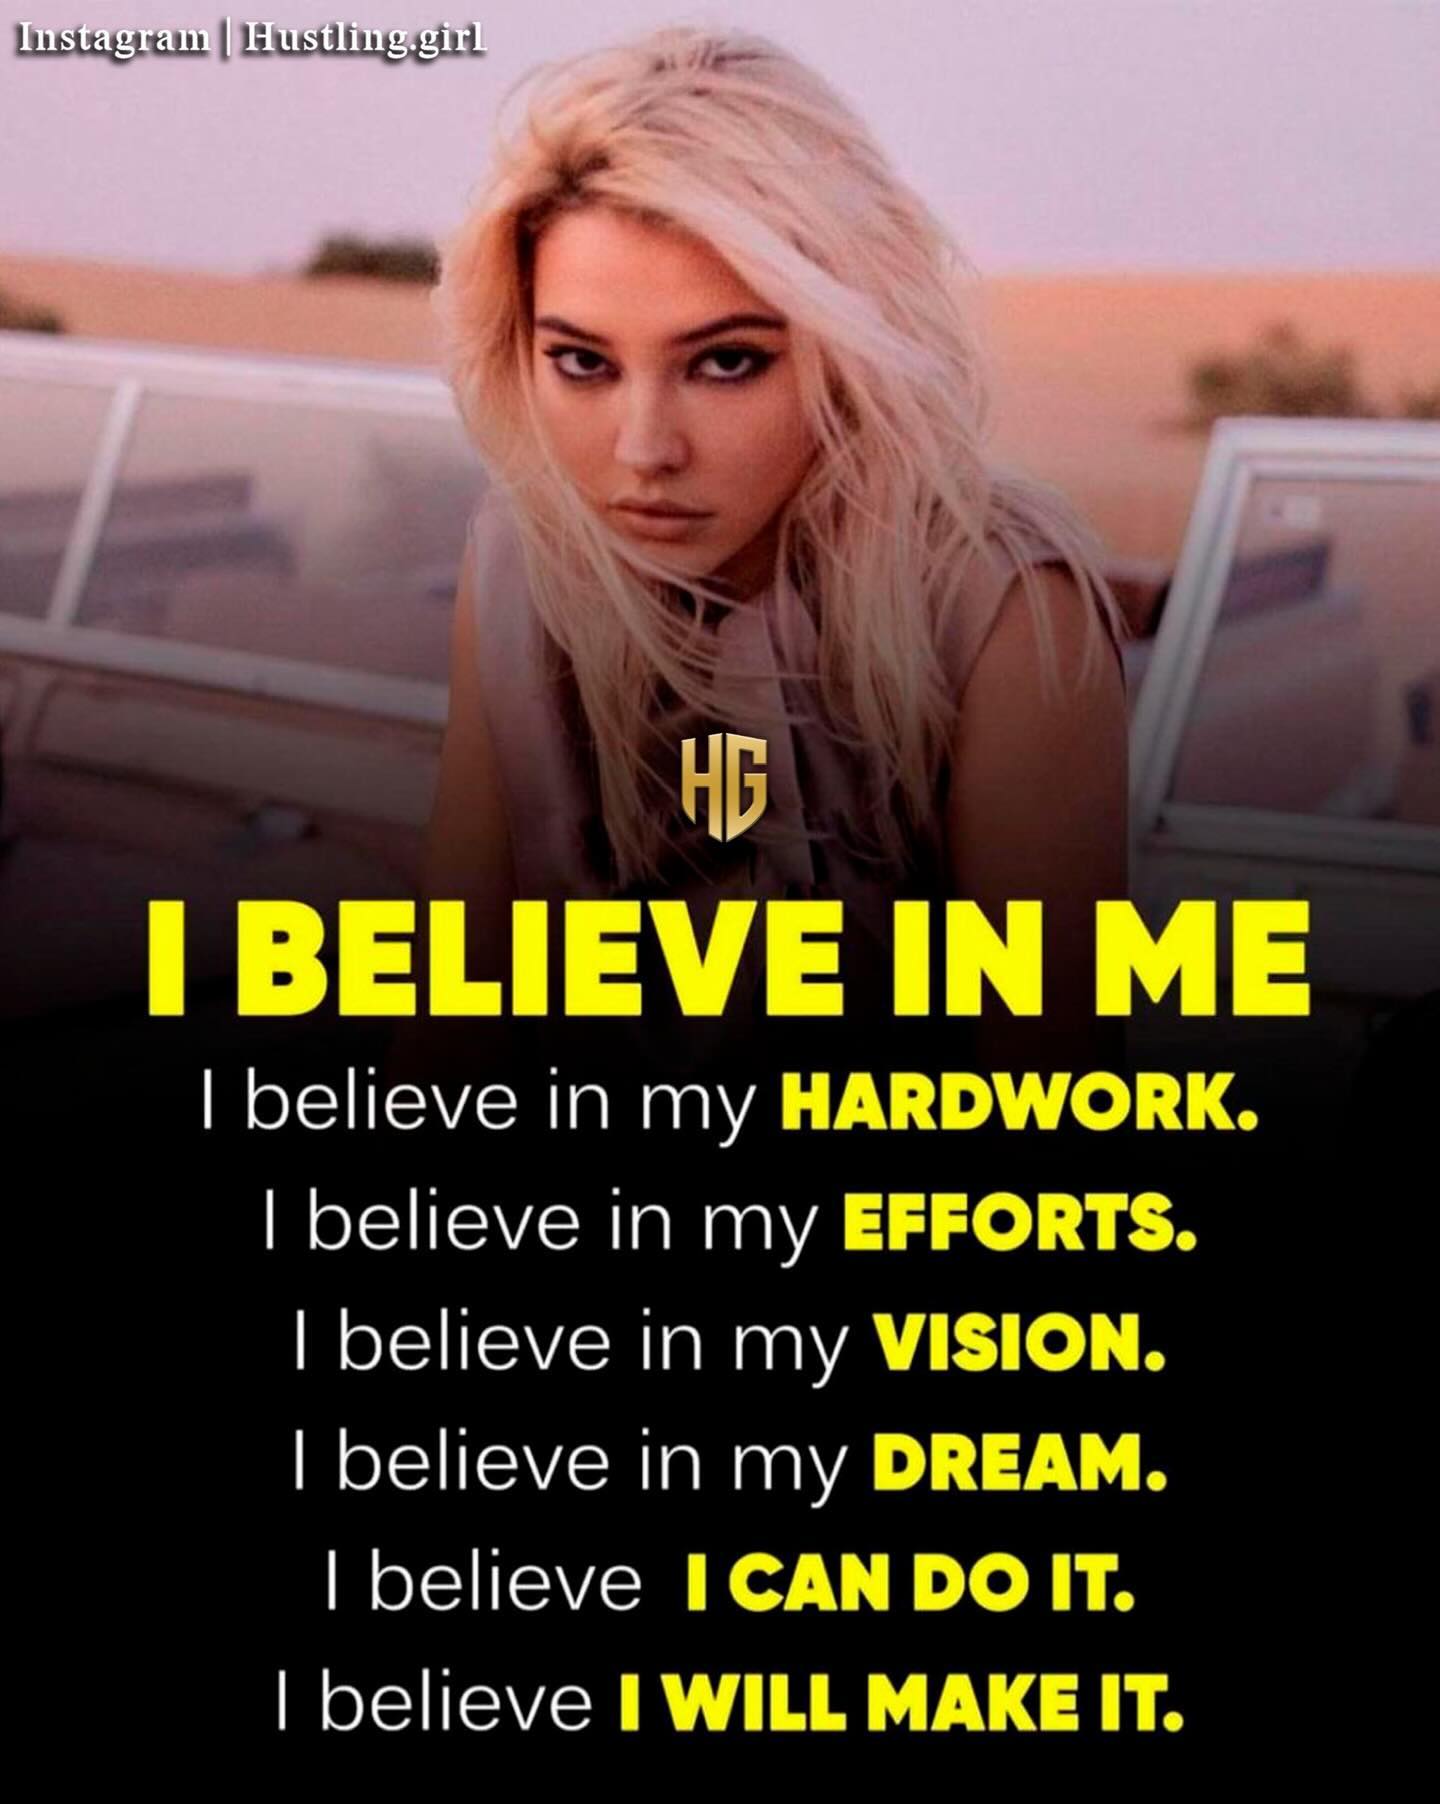 Instagram | Hustling.girl
HG
I BELIEVE IN ME
I believe in my HARDWORK.
I believe in my EFFORTS.
I believe in my VISION.
I believe in my DREAM.
I believe I CAN DO IT.
I believe I WILL MAKE IT.